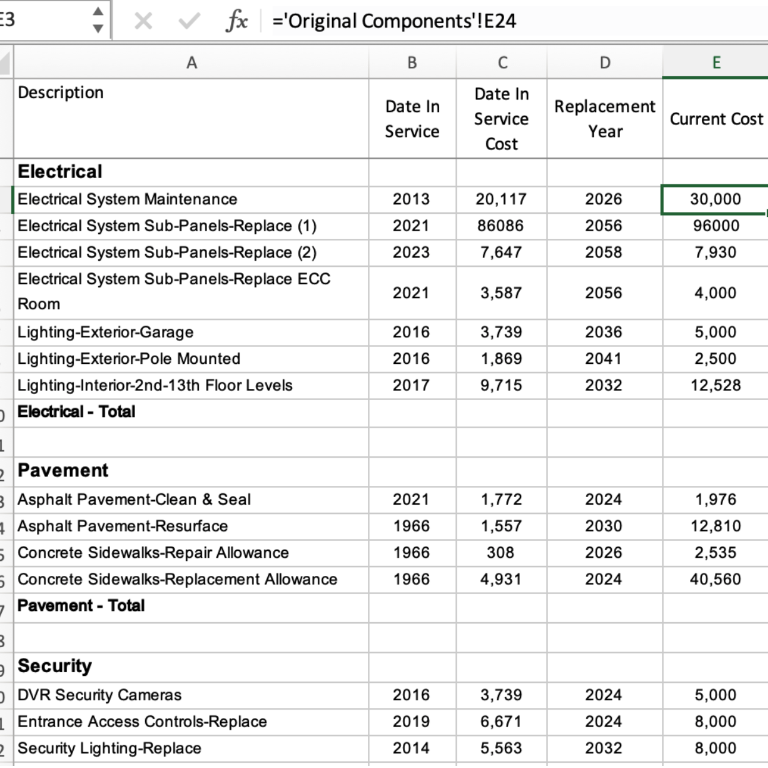 E3 fx ='Original Components'!E24
A B C D E
Description Date In Service Date In Service Cost Replacement Year Current Cost
Electrical
Electrical System Maintenance 2013 20,117 2026 30,000
Electrical System Sub-Panels-Replace (1) 2021 86086 2056 96000
Electrical System Sub-Panels-Replace (2) 2023 7,647 2058 7,930
Electrical System Sub-Panels-Replace ECC Room 2021 3,587 2056 4,000
Lighting-Exterior-Garage 2016 3,739 2036 5,000
Lighting-Exterior-Pole Mounted 2016 1,869 2041 2,500
Lighting-Interior-2nd-13th Floor Levels 2017 9,715 2032 12,528
0 Electrical - Total
1
2 Pavement
3 Asphalt Pavement-Clean & Seal 2021 1,772 2024 1,976
4 Asphalt Pavement-Resurface 1966 1,557 2030 12,810
5 Concrete Sidewalks-Repair Allowance 1966 308 2026 2,535
6 Concrete Sidewalks-Replacement Allowance 1966 4,931 2024 40,560
7 Pavement - Total
8
9 Security
0 DVR Security Cameras 2016 3,739 2024 5,000
1 Entrance Access Controls-Replace 2019 6,671 2024 8,000
2 Security Lighting-Replace 2014 5,563 2032 8,000